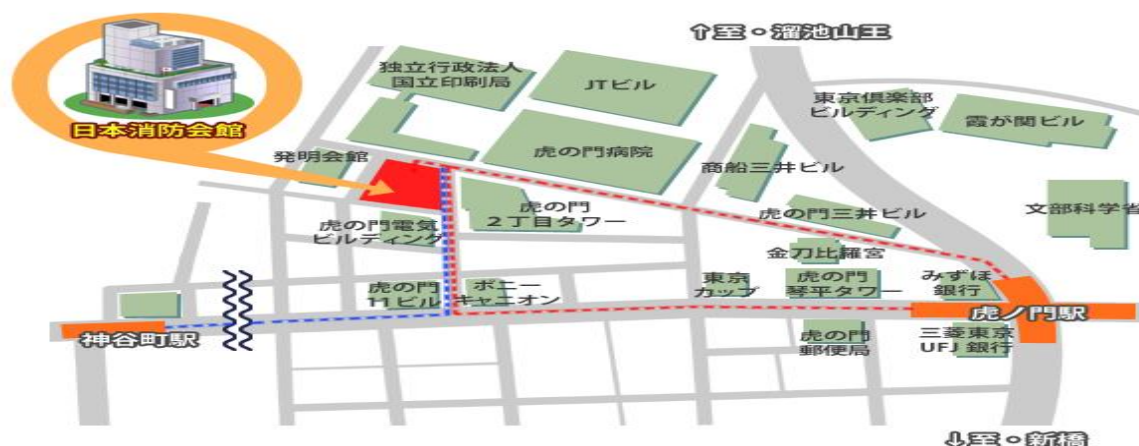 ↑至・溜池山王
独立行政法人
国立印刷局
JTビル
東京倶楽部
ビルディング
霞が関ビル
日本消防会館
発明会館
虎の門病院
商船三井ビル
虎の門
2丁目タワー
虎の門三井ビル
文部科学省
虎の門電気
ビルディング
金刀比羅宮
虎の門
11ビル
ポニー
キャニオン
東京
カップ
虎の門
琴平タワー
みずほ
銀行
神谷町駅
虎ノ門駅
虎の門
郵便局
三菱東京
UFJ 銀行
↓至・新橋